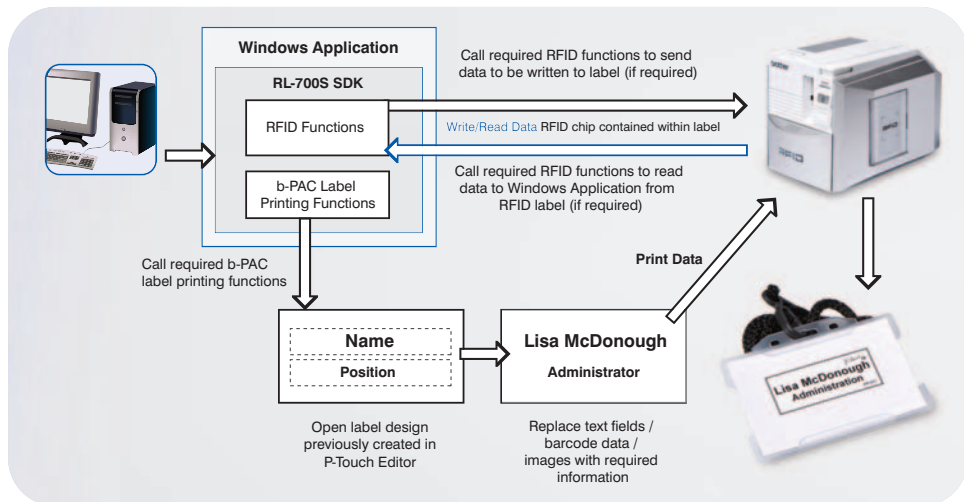 Windows Application
RL-700S SDK
RFID Functions
b-PAC Label
Printing Functions
Call required RFID functions to send
data to be written to label (if required)
Write/Read Data RFID chip contained within label
Call required RFID functions to read
data to Windows Application from
RFID label (if required)
brother
RFID
RFID
Call required b-PAC
label printing functions
Print Data
Name
Position
Lisa McDonough
Administrator
Open label design
previously created in
P-Touch Editor
Replace text fields /
barcode data /
images with required
information
Lisa McDonough
Administration